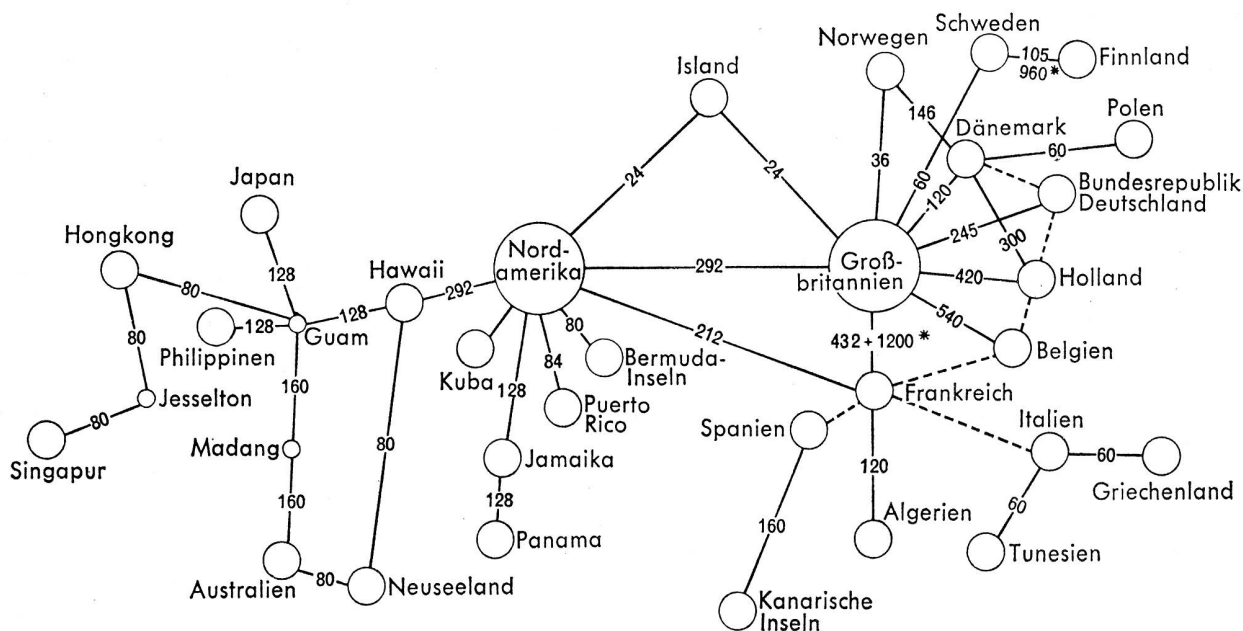 Schweden
Norwegen
105
960*
Finnland
Island
Polen
146
Dänemark
60
Japan
24
24
36
60
120
Bundesrepublik
Deutschland
Hongkong
245
300
128
Hawaii
Nord-
amerika
292
Groß-
britannien
420
Holland
80
292
128
128
540
Philippinen
Guam
80
212
432 + 1200 *
Belgien
80
Kuba
84
Bermuda-
Inseln
160
128
Jesselton
Puerto
Rico
Frankreich
80
Spanien
Italien
Singapur
Madang
80
Jamaika
120
60
Griechenland
160
128
60
160
Algerien
Panama
Tunesien
Australien
80
Neuseeland
Kanarische
Inseln